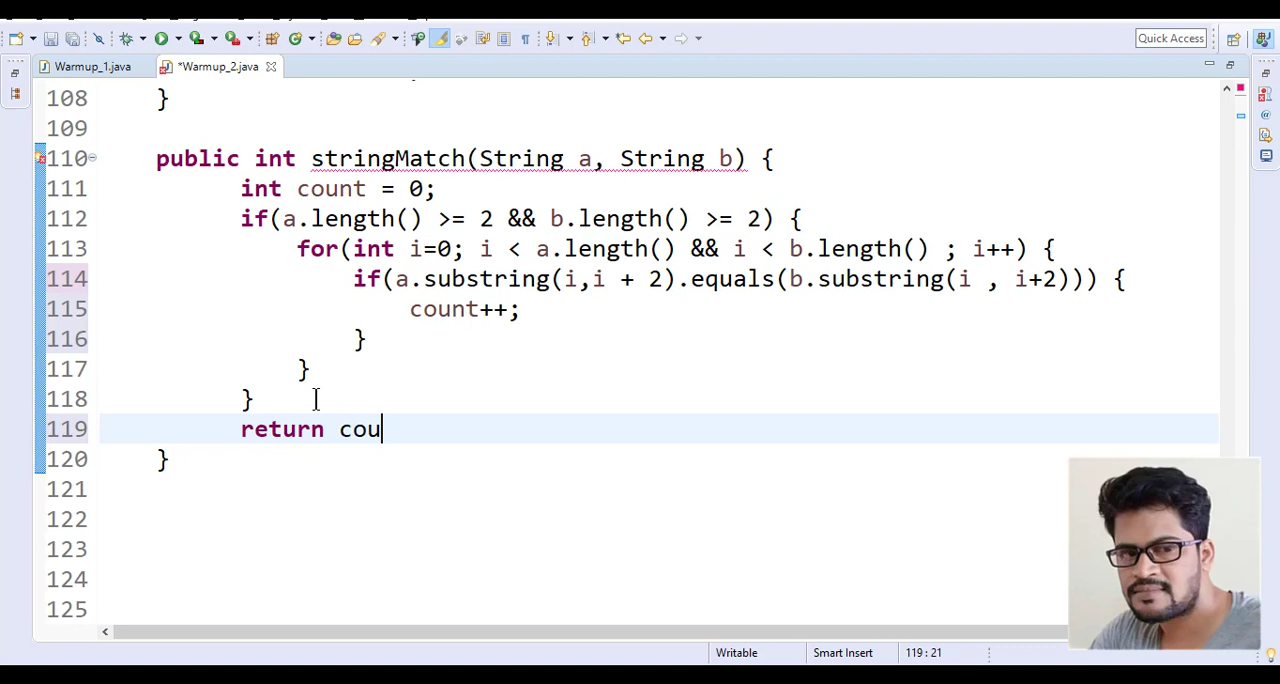 Quick Access
Warmup_1.java
*Warmup_2.java
108 }
109
110 public int stringMatch(String a, String b) {
111 int count = 0;
112 if(a.length() >= 2 && b.length() >= 2) {
113 for(int i=0; i < a.length() && i < b.length() ; i++) {
114 if(a.substring(i,i + 2).equals(b.substring(i , i+2))) {
115 count++;
116 }
117 }
118 }
119 return cou
120 }
121
122
123
124
125
Writable Smart Insert 119 : 21